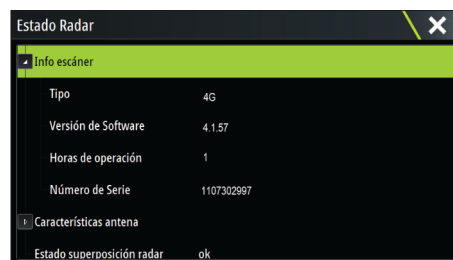 Estado Radar
Info escáner
Tipo 4G
Versión de Software 4.1.57
Horas de operación 1
Número de Serie 1107302997
Características antena
Estado superposición radar ok